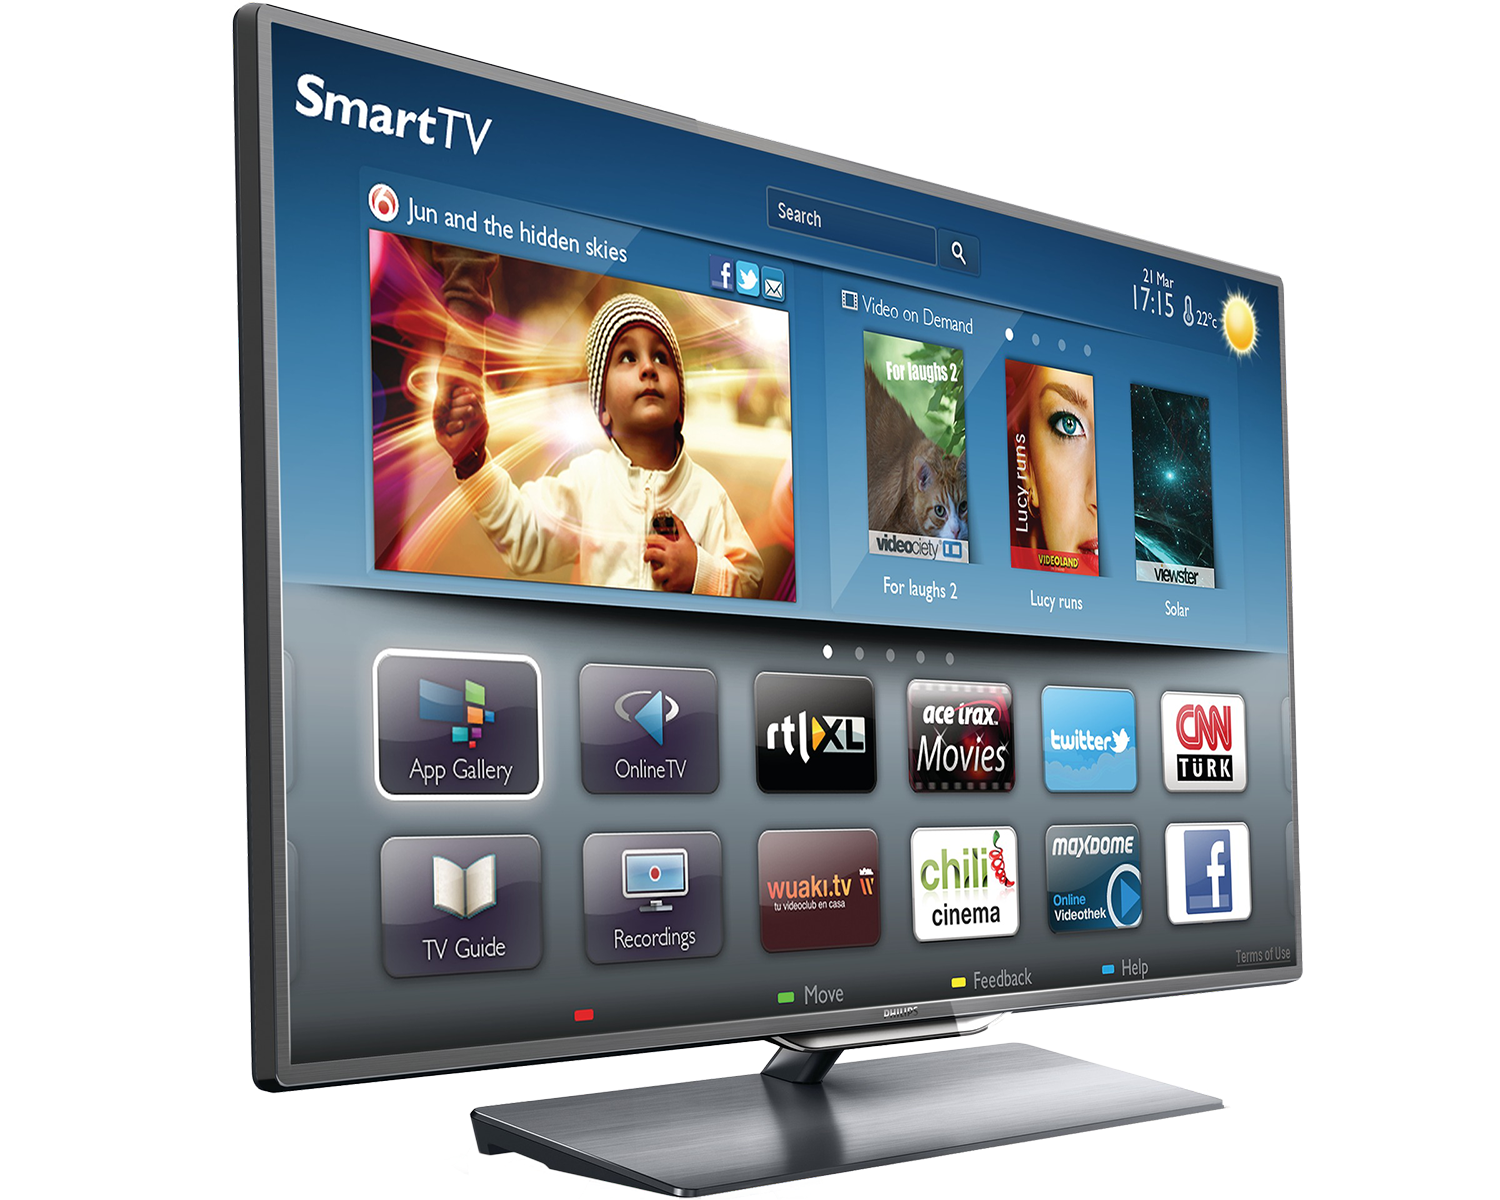 SmartTV
Jun and the hidden skies
Search
21 Mar
17:15
22°c
Video on Demand
For laughs 2
videociety
For laughs 2
Lucy runs
VIDEOLAND
Lucy runs
viewster
Solar
App Gallery
OnlineTV
rtl XL
ace trax.
Movies
twitter
CNN
TÜRK
TV Guide
Recordings
wuaki.tv
tu videoclub en casa
chili
cinema
maxdome
Online
Videothek
Move
Feedback
Help
Terms of Use
PHILIPS